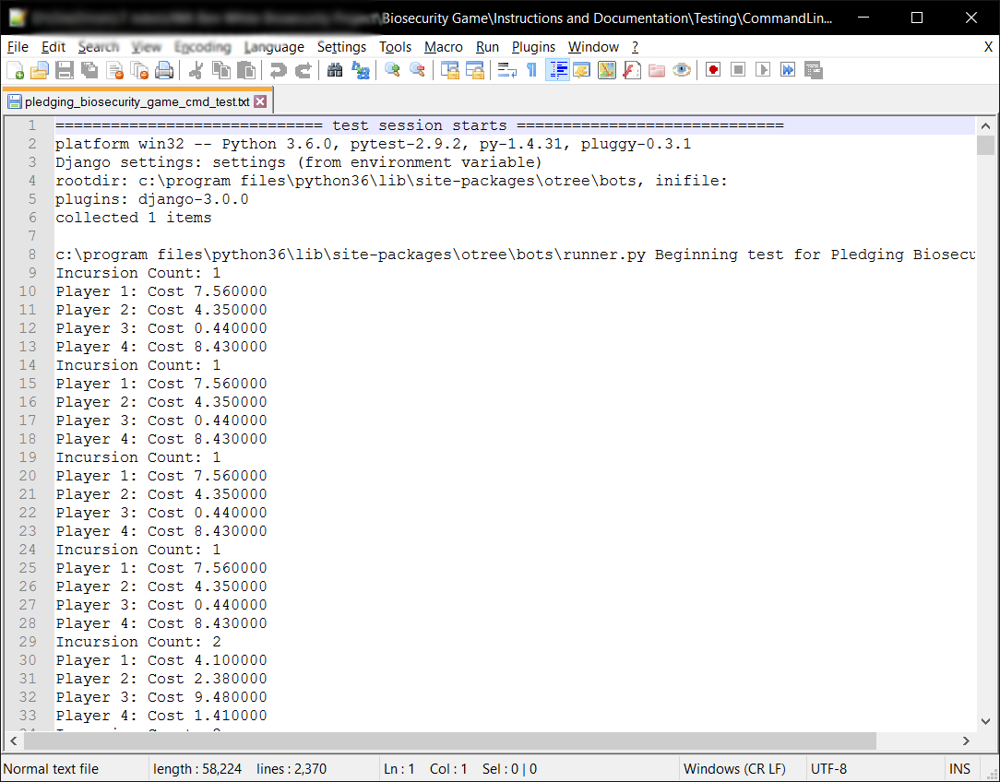 \Biosecurity Game\Instructions and Documentation\Testing\CommandLin...
File Edit Search View Encoding Language Settings Tools Macro Run Plugins Window ? X
pledging_biosecurity_game_cmd_test.txt
1 ============================= test session starts =============================
2 platform win32 -- Python 3.6.0, pytest-2.9.2, py-1.4.31, pluggy-0.3.1
3 Django settings: settings (from environment variable)
4 rootdir: c:\program files\python36\lib\site-packages\otree\bots, inifile:
5 plugins: django-3.0.0
6 collected 1 items
7
8 c:\program files\python36\lib\site-packages\otree\bots\runner.py Beginning test for Pledging Biosecu
9 Incursion Count: 1
10 Player 1: Cost 7.560000
11 Player 2: Cost 4.350000
12 Player 3: Cost 0.440000
13 Player 4: Cost 8.430000
14 Incursion Count: 1
15 Player 1: Cost 7.560000
16 Player 2: Cost 4.350000
17 Player 3: Cost 0.440000
18 Player 4: Cost 8.430000
19 Incursion Count: 1
20 Player 1: Cost 7.560000
21 Player 2: Cost 4.350000
22 Player 3: Cost 0.440000
23 Player 4: Cost 8.430000
24 Incursion Count: 1
25 Player 1: Cost 7.560000
26 Player 2: Cost 4.350000
27 Player 3: Cost 0.440000
28 Player 4: Cost 8.430000
29 Incursion Count: 2
30 Player 1: Cost 4.100000
31 Player 2: Cost 2.380000
32 Player 3: Cost 9.480000
33 Player 4: Cost 1.410000
Normal text file length : 58,224 lines : 2,370 Ln : 1 Col : 1 Sel : 0 | 0 Windows (CR LF) UTF-8 INS